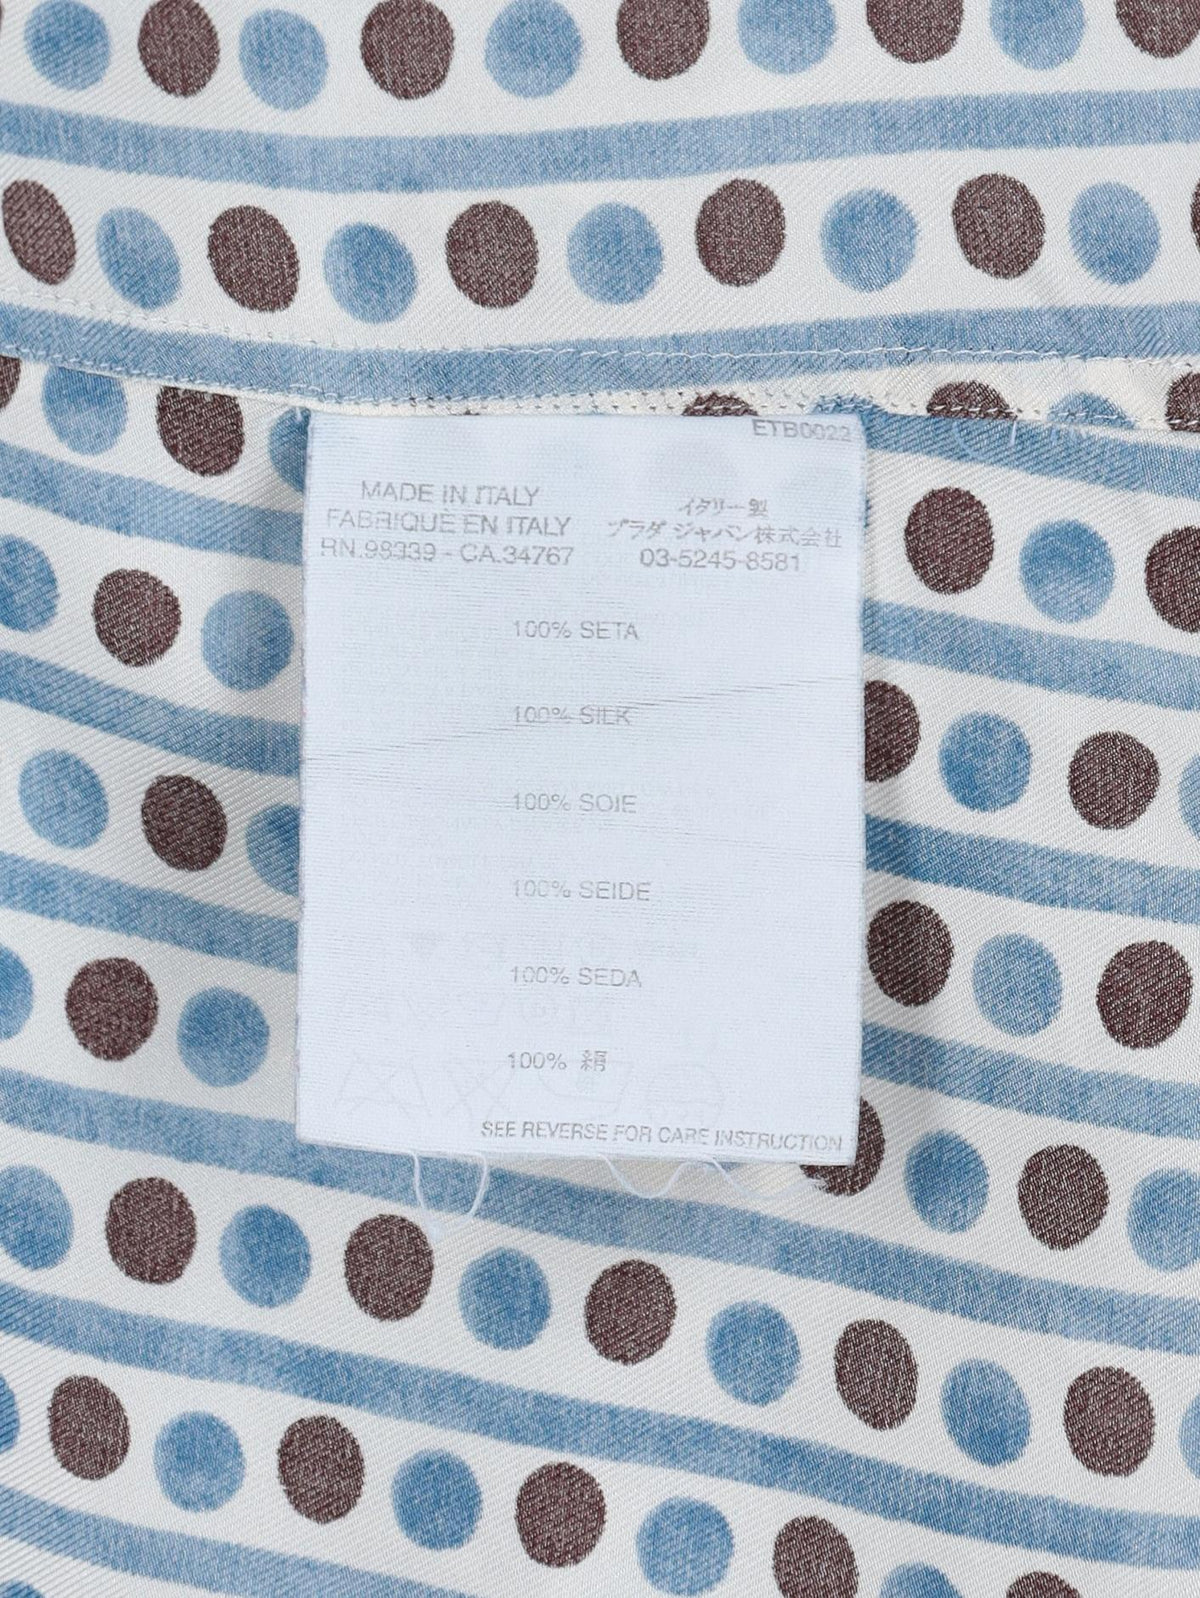 ETB0022
MADE IN ITALY
FABRIQUE EN ITALY
RN.98339 - CA.34767
イタリー製
プラダ ジャパン株式会社
03-5245-8581
100% SETA
100% SILK
100% SOIE
100% SEIDE
100% SEDA
100% 絹
SEE REVERSE FOR CARE INSTRUCTION